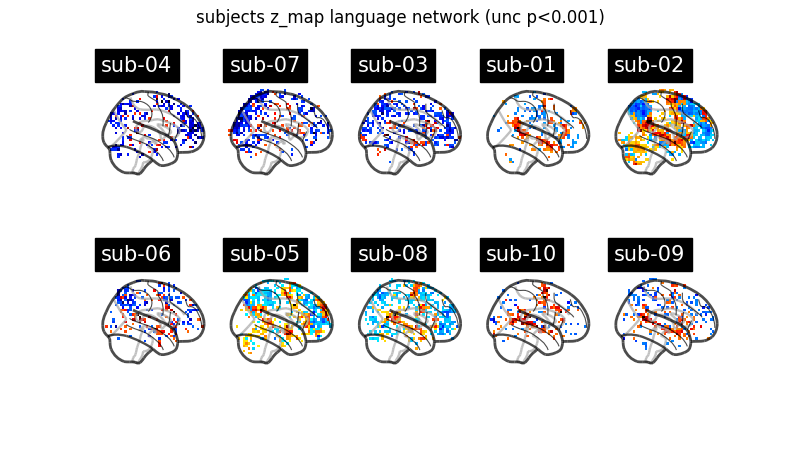 subjects z_map language network (unc p<0.001)
sub-04 sub-07 sub-03 sub-01 sub-02
sub-06 sub-05 sub-08 sub-10 sub-09